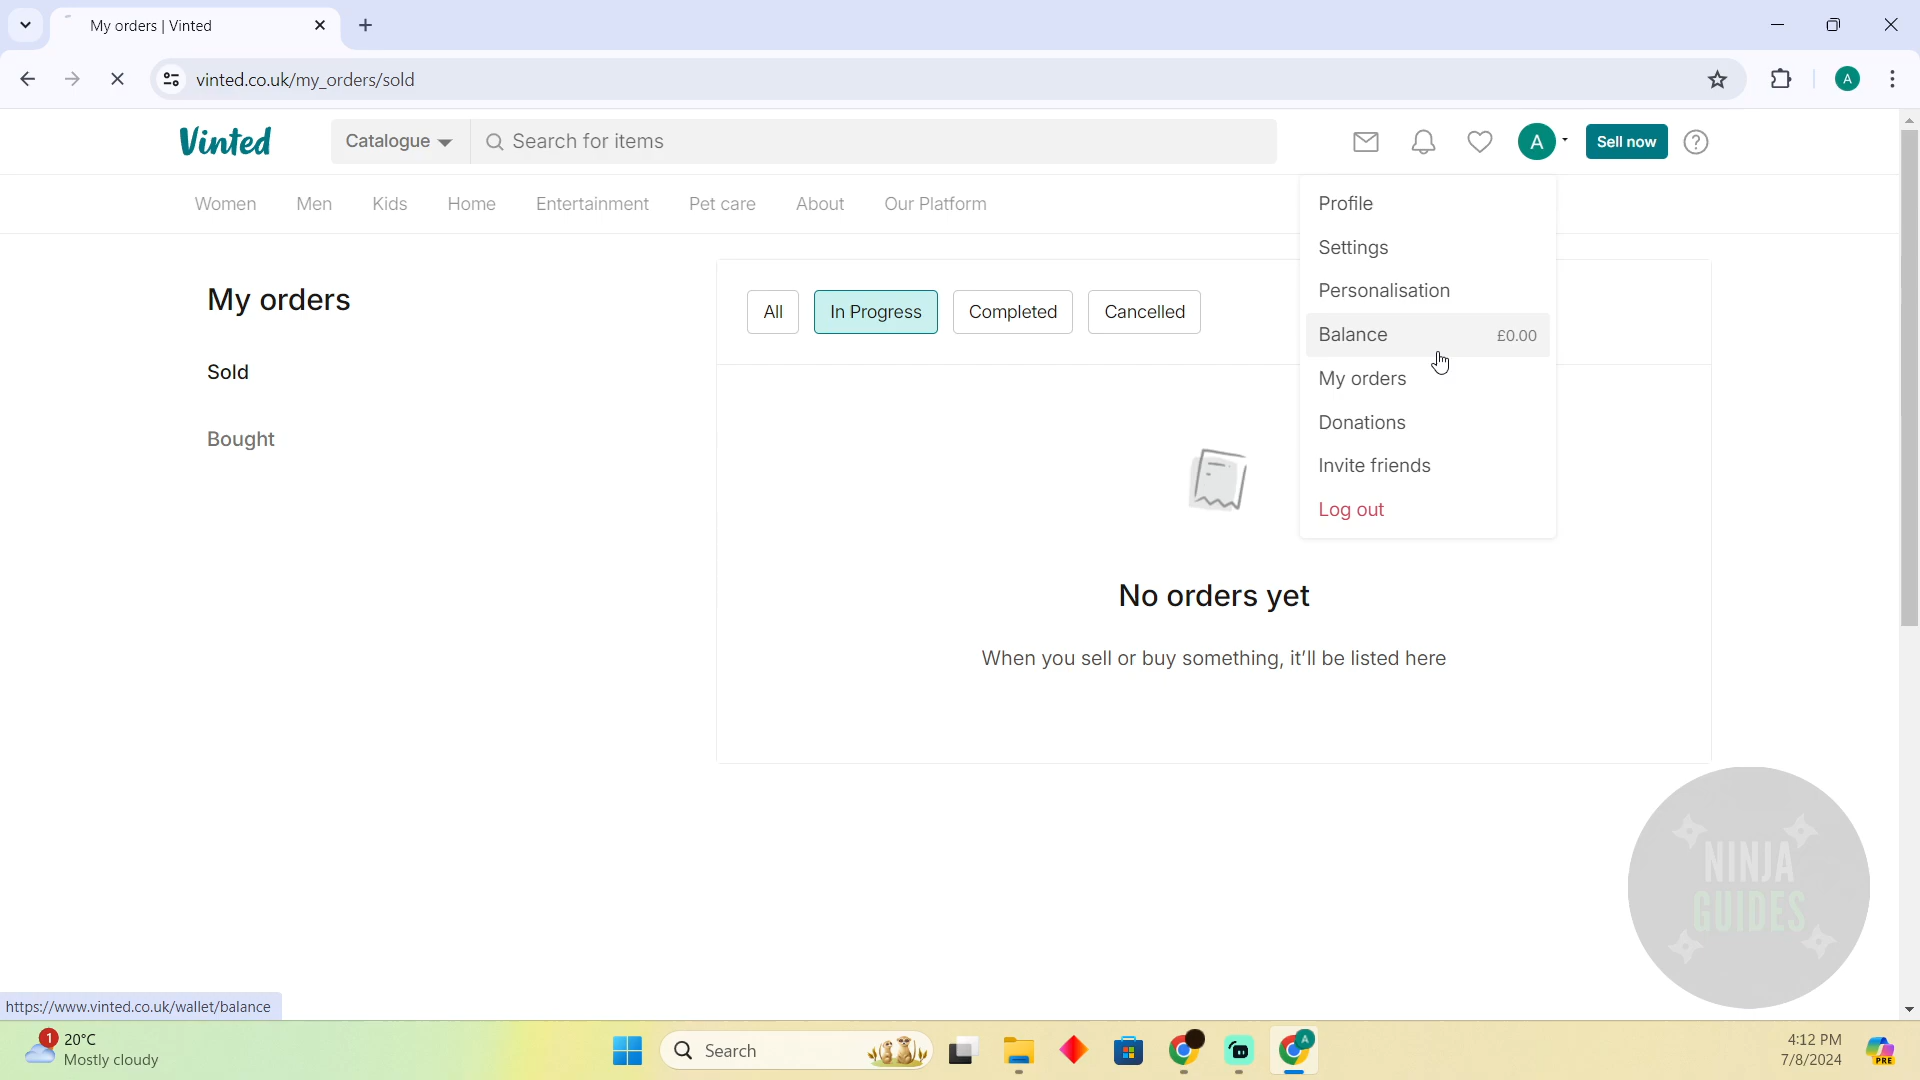 My orders | Vinted
vinted.co.uk/my_orders/sold
A
Vinted
Catalogue
Search for items
A
Sell now
Women
Men
Kids
Home
Entertainment
Pet care
About
Our Platform
Profile
Settings
Personalisation
Balance £0.00
My orders
Donations
Invite friends
Log out
My orders
Sold
Bought
All
In Progress
Completed
Cancelled
No orders yet
When you sell or buy something, it'll be listed here
NINJA
GUIDES
https://www.vinted.co.uk/wallet/balance
1
20°C
Mostly cloudy
Search
A
4:12 PM
7/8/2024
PRE